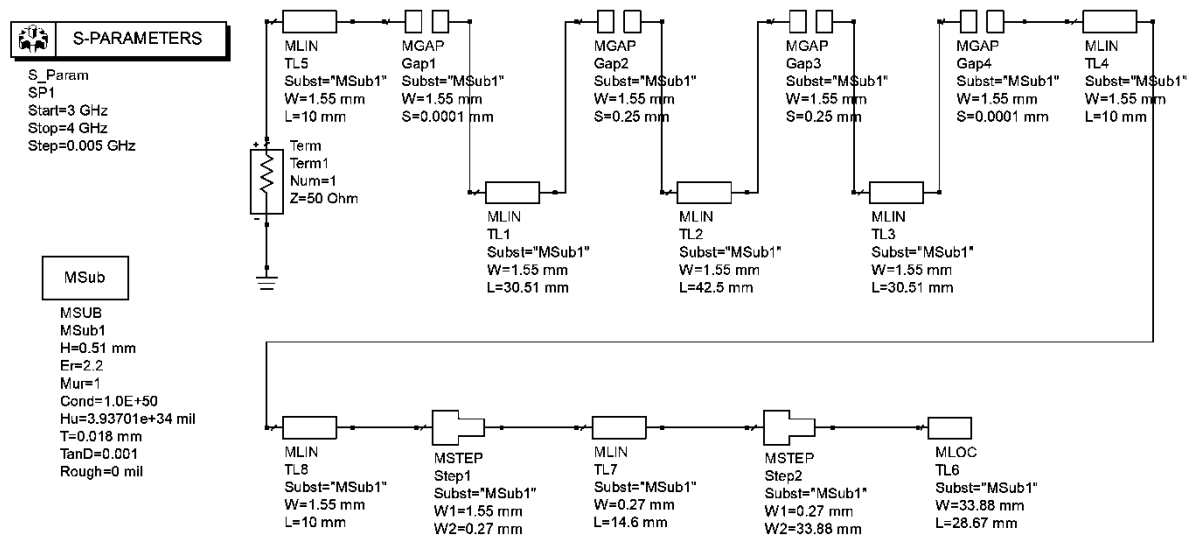 S-PARAMETERS
S_Param
SP1
Start=3 GHz
Stop=4 GHz
Step=0.005 GHz
MLIN
TL5
Subst="MSub1"
W=1.55 mm
L=10 mm
MGAP
Gap1
Subst="MSub1"
W=1.55 mm
S=0.0001 mm
MGAP
Gap2
Subst="MSub1"
W=1.55 mm
S=0.25 mm
MGAP
Gap3
Subst="MSub1"
W=1.55 mm
S=0.25 mm
MGAP
Gap4
Subst="MSub1"
W=1.55 mm
S=0.0001 mm
MLIN
TL4
Subst="MSub1"
W=1.55 mm
L=10 mm
+
Term
Term1
Num=1
Z=50 Ohm
-
MLIN
TL1
Subst="MSub1"
W=1.55 mm
L=30.51 mm
MLIN
TL2
Subst="MSub1"
W=1.55 mm
L=42.5 mm
MLIN
TL3
Subst="MSub1"
W=1.55 mm
L=30.51 mm
MSub
MSUB
MSub1
H=0.51 mm
Er=2.2
Mur=1
Cond=1.0E+50
Hu=3.93701e+34 mil
T=0.018 mm
TanD=0.001
Rough=0 mil
MLIN
TL8
Subst="MSub1"
W=1.55 mm
L=10 mm
MSTEP
Step1
Subst="MSub1"
W1=1.55 mm
W2=0.27 mm
MLIN
TL7
Subst="MSub1"
W=0.27 mm
L=14.6 mm
MSTEP
Step2
Subst="MSub1"
W1=0.27 mm
W2=33.88 mm
MLOC
TL6
Subst="MSub1"
W=33.88 mm
L=28.67 mm